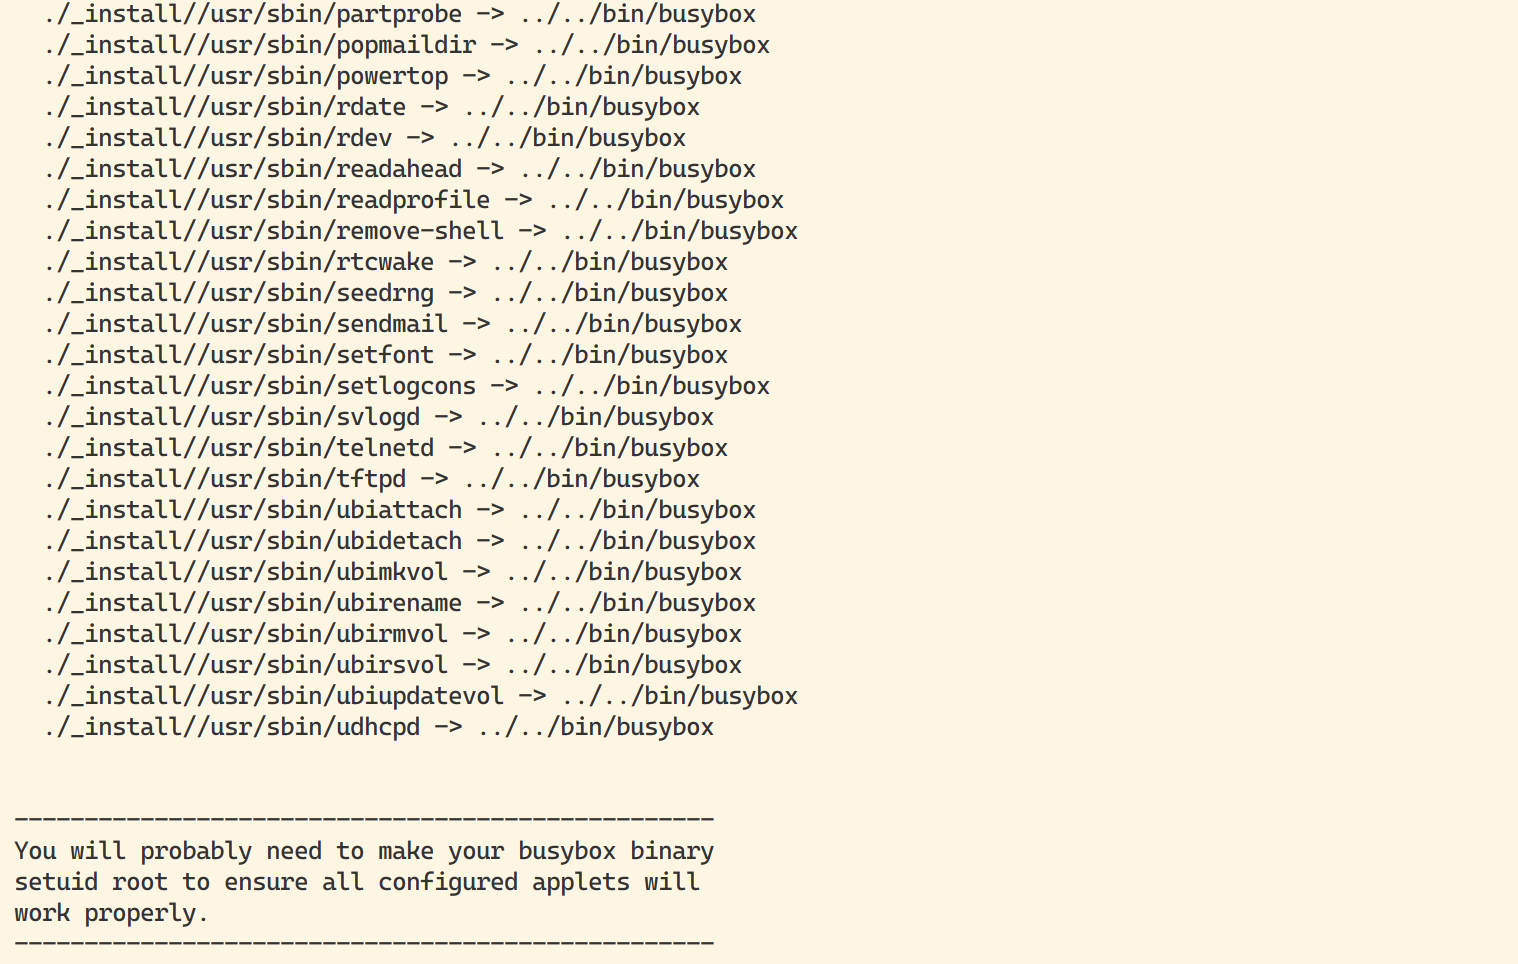 ./_install//usr/sbin/partprobe -> ../../bin/busybox
./_install//usr/sbin/popmaildir -> ../../bin/busybox
./_install//usr/sbin/powertop -> ../../bin/busybox
./_install//usr/sbin/rdate -> ../../bin/busybox
./_install//usr/sbin/rdev -> ../../bin/busybox
./_install//usr/sbin/readahead -> ../../bin/busybox
./_install//usr/sbin/readprofile -> ../../bin/busybox
./_install//usr/sbin/remove-shell -> ../../bin/busybox
./_install//usr/sbin/rtcwake -> ../../bin/busybox
./_install//usr/sbin/seedrng -> ../../bin/busybox
./_install//usr/sbin/sendmail -> ../../bin/busybox
./_install//usr/sbin/setfont -> ../../bin/busybox
./_install//usr/sbin/setlogcons -> ../../bin/busybox
./_install//usr/sbin/svlogd -> ../../bin/busybox
./_install//usr/sbin/telnetd -> ../../bin/busybox
./_install//usr/sbin/tftpd -> ../../bin/busybox
./_install//usr/sbin/ubiattach -> ../../bin/busybox
./_install//usr/sbin/ubidetach -> ../../bin/busybox
./_install//usr/sbin/ubimkvol -> ../../bin/busybox
./_install//usr/sbin/ubirename -> ../../bin/busybox
./_install//usr/sbin/ubirmvol -> ../../bin/busybox
./_install//usr/sbin/ubirsvol -> ../../bin/busybox
./_install//usr/sbin/ubiupdatevol -> ../../bin/busybox
./_install//usr/sbin/udhcpd -> ../../bin/busybox
--------------------------------------------------
You will probably need to make your busybox binary
setuid root to ensure all configured applets will
work properly.
--------------------------------------------------